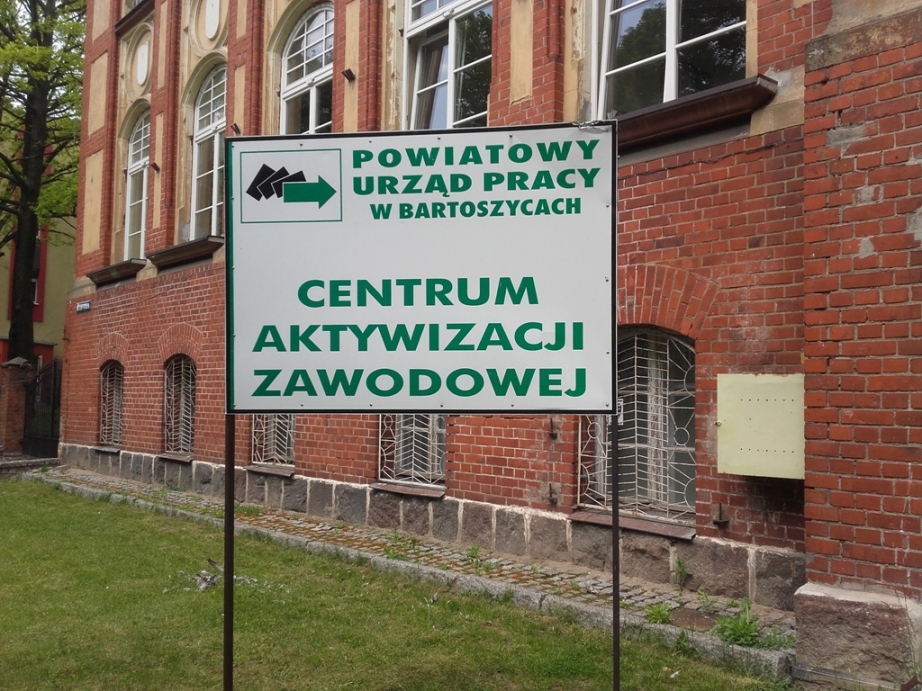 POWIATOWY
URZĄD PRACY
W BARTOSZYCACH
CENTRUM
AKTYWIZACJI
ZAWODOWEJ